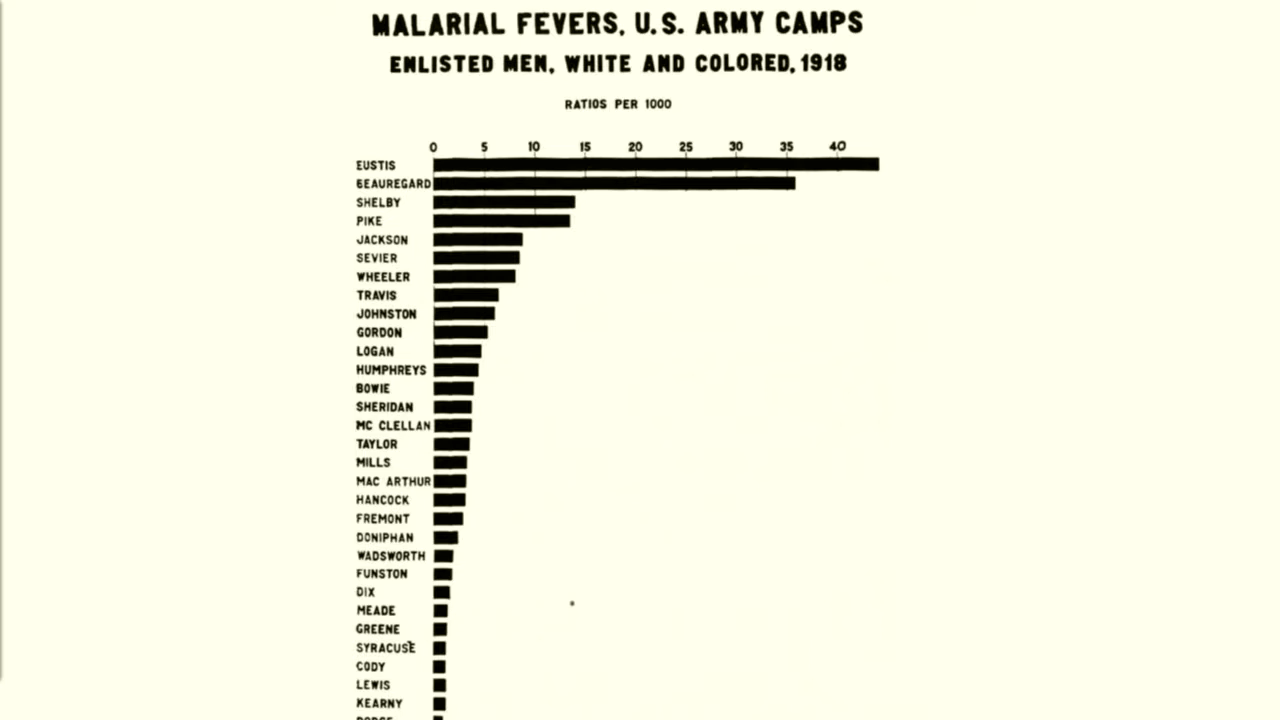 MALARIAL FEVERS, U.S. ARMY CAMPS
ENLISTED MEN, WHITE AND COLORED, 1918
RATIOS PER 1000
0 5 10 15 20 25 30 35 40
EUSTIS
BEAUREGARD
SHELBY
PIKE
JACKSON
SEVIER
WHEELER
TRAVIS
JOHNSTON
GORDON
LOGAN
HUMPHREYS
BOWIE
SHERIDAN
MC CLELLAN
TAYLOR
MILLS
MAC ARTHUR
HANCOCK
FREMONT
DONIPHAN
WADSWORTH
FUNSTON
DIX
MEADE
GREENE
SYRACUSE
CODY
LEWIS
KEARNY